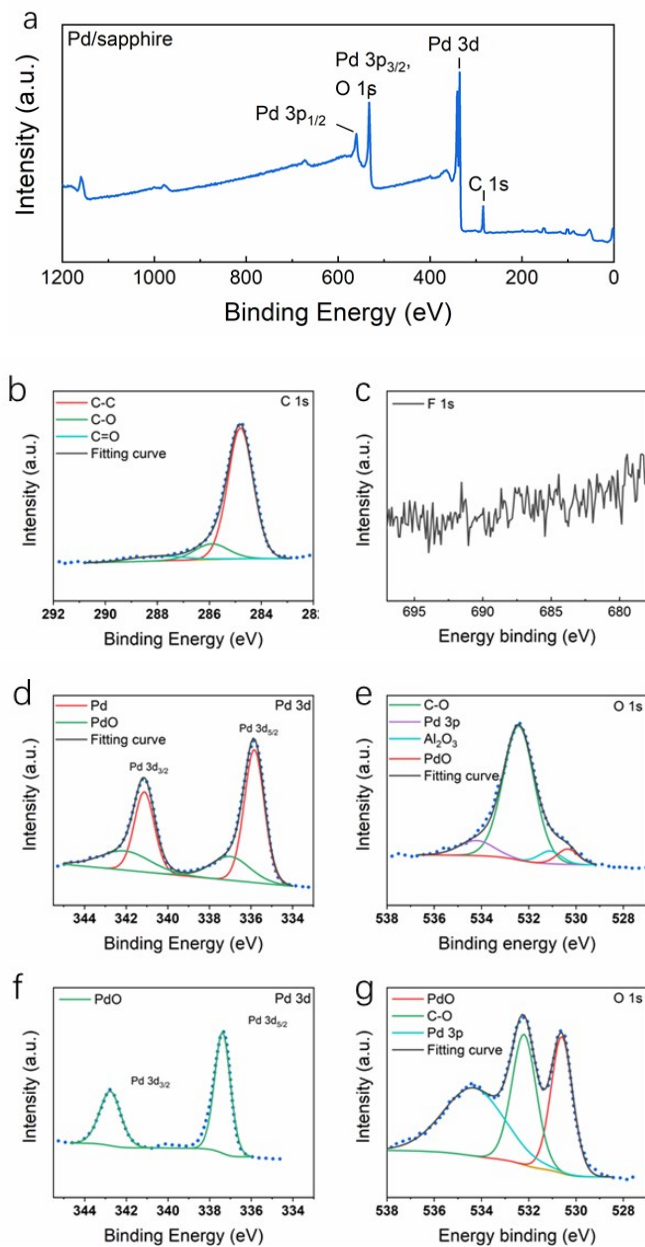 a
Pd/sapphire
Pd 3d
Pd 3p3/2,
O 1s
Pd 3p1/2
C 1s
Intensity (a.u.)
1200 1000 800 600 400 200 0
Binding Energy (eV)
b
C-C
C-O
C=O
Fitting curve
C 1s
Intensity (a.u.)
292 290 288 286 284 282
Binding Energy (eV)
c
F 1s
Intensity (a.u.)
695 690 685 680
Energy binding (eV)
d
Pd
PdO
Fitting curve
Pd 3d
Pd 3d5/2
Pd 3d3/2
Intensity (a.u.)
344 342 340 338 336 334
Binding Energy (eV)
e
C-O
Pd 3p
Al2O3
PdO
Fitting curve
O 1s
Intensity (a.u.)
538 536 534 532 530 528
Binding energy (eV)
f
PdO
Pd 3d
Pd 3d5/2
Pd 3d3/2
Intensity (a.u.)
344 342 340 338 336 334
Binding Energy (eV)
g
PdO
C-O
Pd 3p
Fitting curve
O 1s
Intensity (a.u.)
538 536 534 532 530 528
Energy binding (eV)